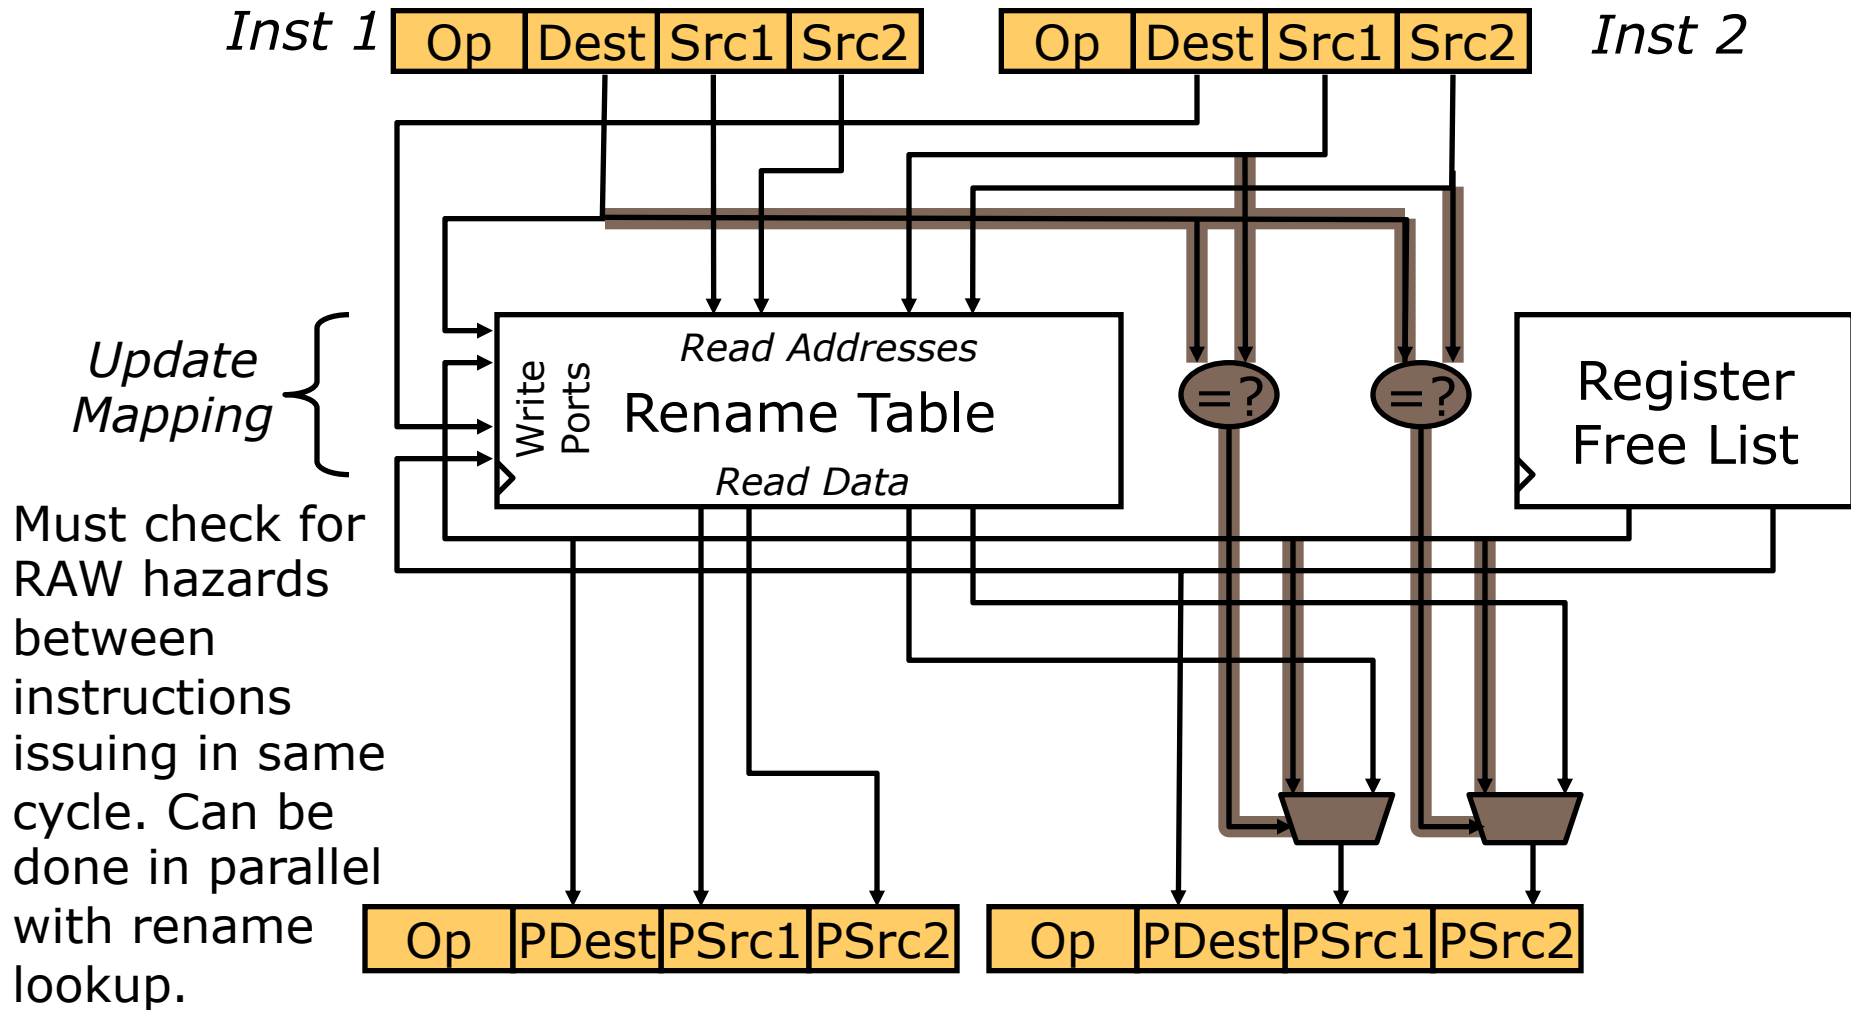 Inst 1
Op Dest Src1 Src2
Op Dest Src1 Src2
Inst 2
Update
Mapping
Write
Ports
Read Addresses
Rename Table
Read Data
=?
=?
Register
Free List
Must check for
RAW hazards
between
instructions
issuing in same
cycle. Can be
done in parallel
with rename
lookup.
Op PDest PSrc1 PSrc2
Op PDest PSrc1 PSrc2